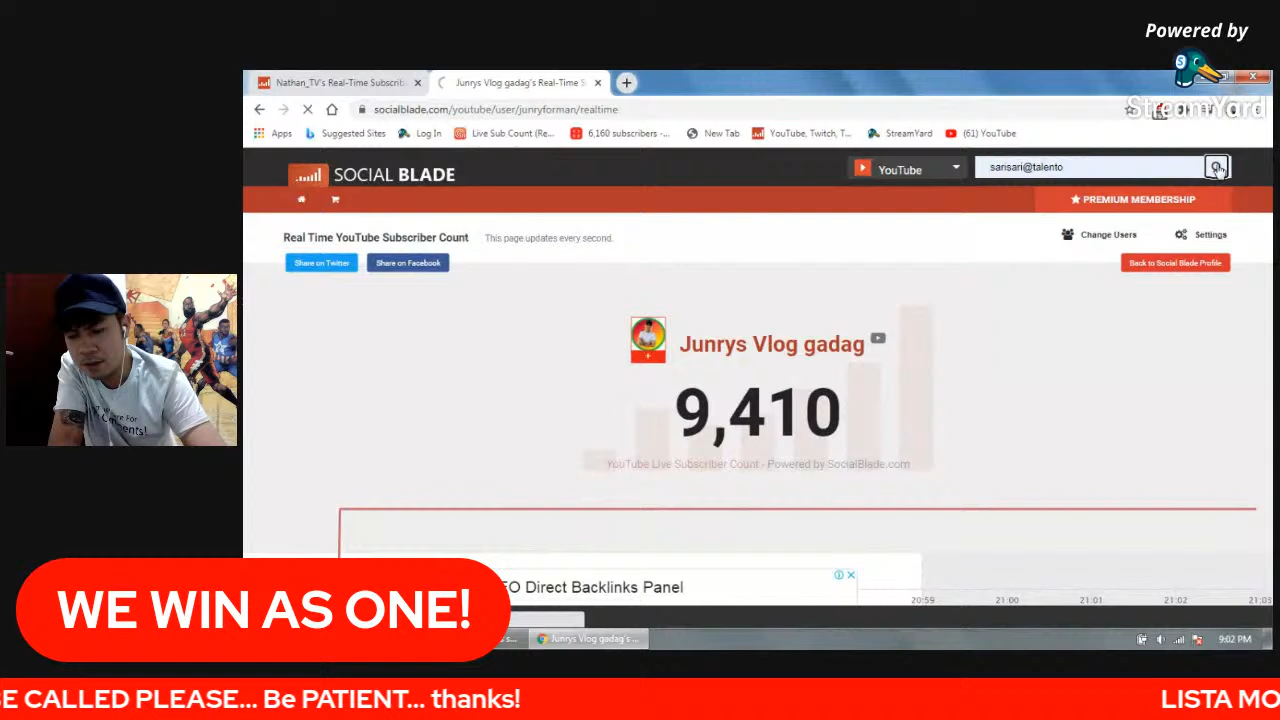 Powered by
StreamYard
Nathan_TV's Real-Time Subscrib
Junrys Vlog gadag's Real-Time S
socialblade.com/youtube/user/junryforman/realtime
Apps
Suggested Sites
Log In
Live Sub Count (Re...
6,160 subscribers -...
New Tab
YouTube, Twitch, T...
StreamYard
(61) YouTube
SOCIAL BLADE
YouTube
sarisari@talento
PREMIUM MEMBERSHIP
Real Time YouTube Subscriber Count
This page updates every second.
Change Users
Settings
Share on Twitter
Share on Facebook
Back to Social Blade Profile
Junrys Vlog gadag
9,410
YouTube Live Subscriber Count - Powered by SocialBlade.com
EO Direct Backlinks Panel
20:59
21:00
21:01
21:02
21:03
WE WIN AS ONE!
Junrys Vlog gadag's ...
9:02 PM
BE CALLED PLEASE... Be PATIENT... thanks!
LISTA MO